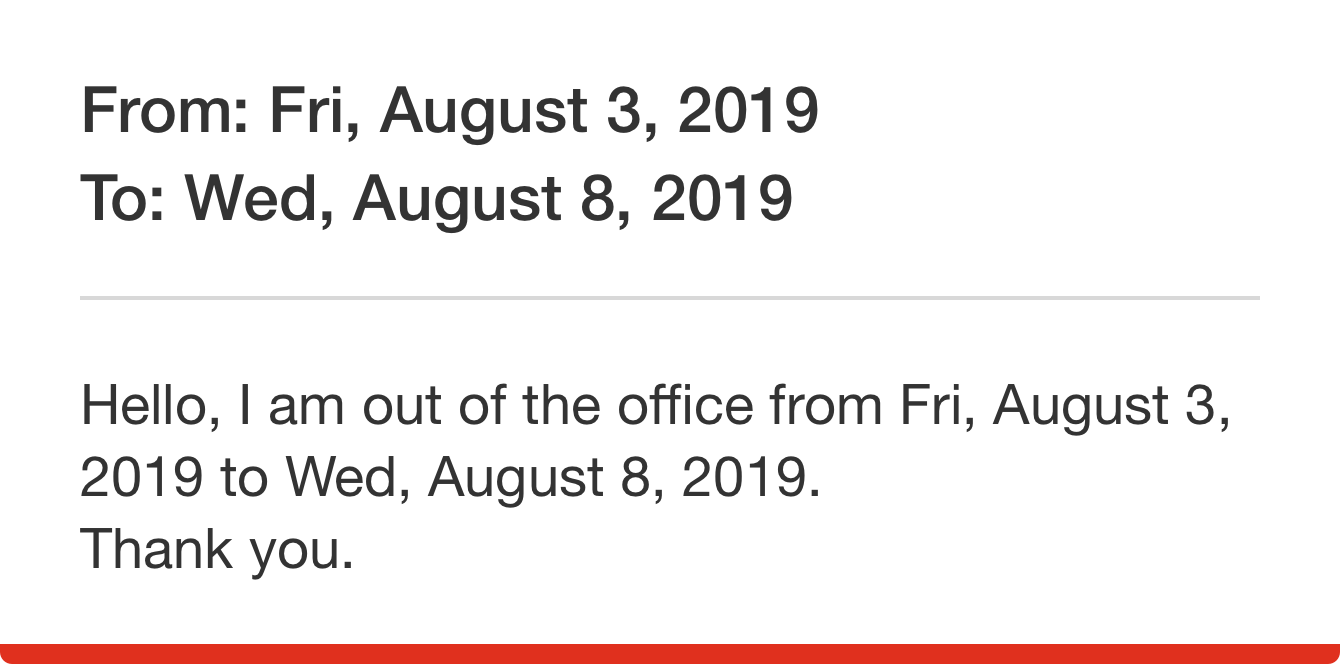 From: Fri, August 3, 2019
To: Wed, August 8, 2019
Hello, I am out of the office from Fri, August 3,
2019 to Wed, August 8, 2019.
Thank you.